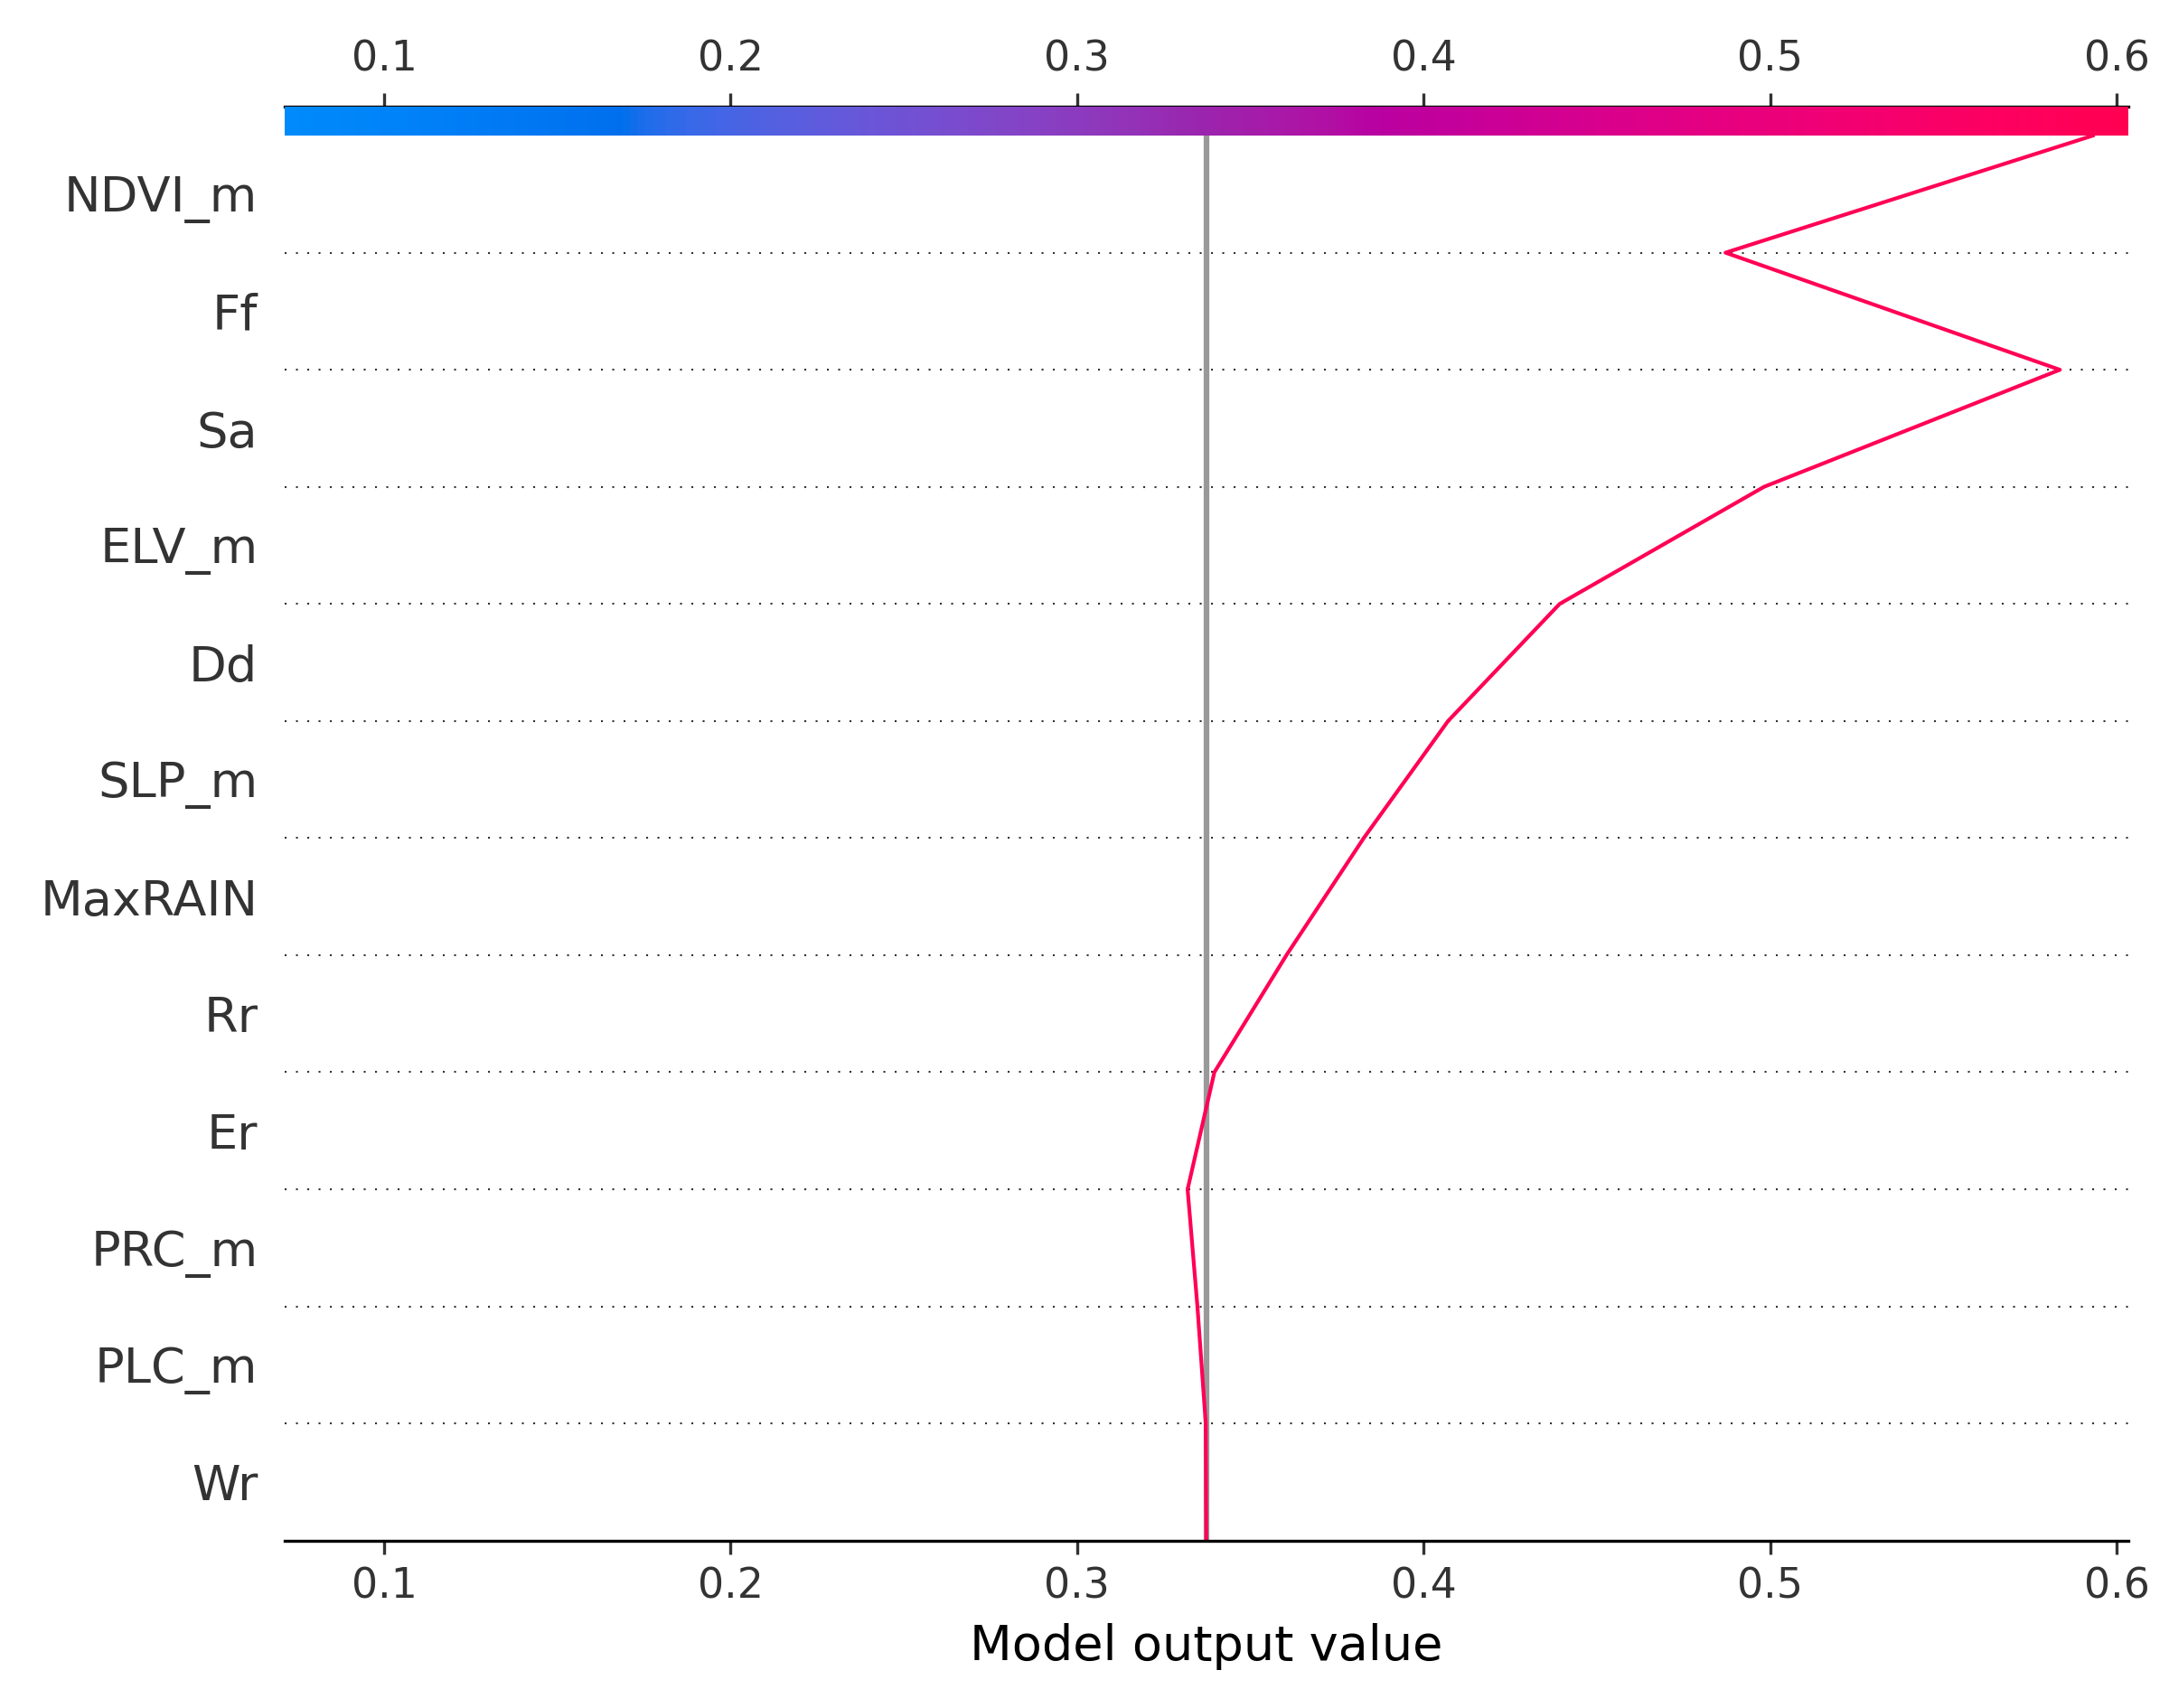 0.1 0.2 0.3 0.4 0.5 0.6
NDVI_m
Ff
Sa
ELV_m
Dd
SLP_m
MaxRAIN
Rr
Er
PRC_m
PLC_m
Wr
0.1 0.2 0.3 0.4 0.5 0.6
Model output value